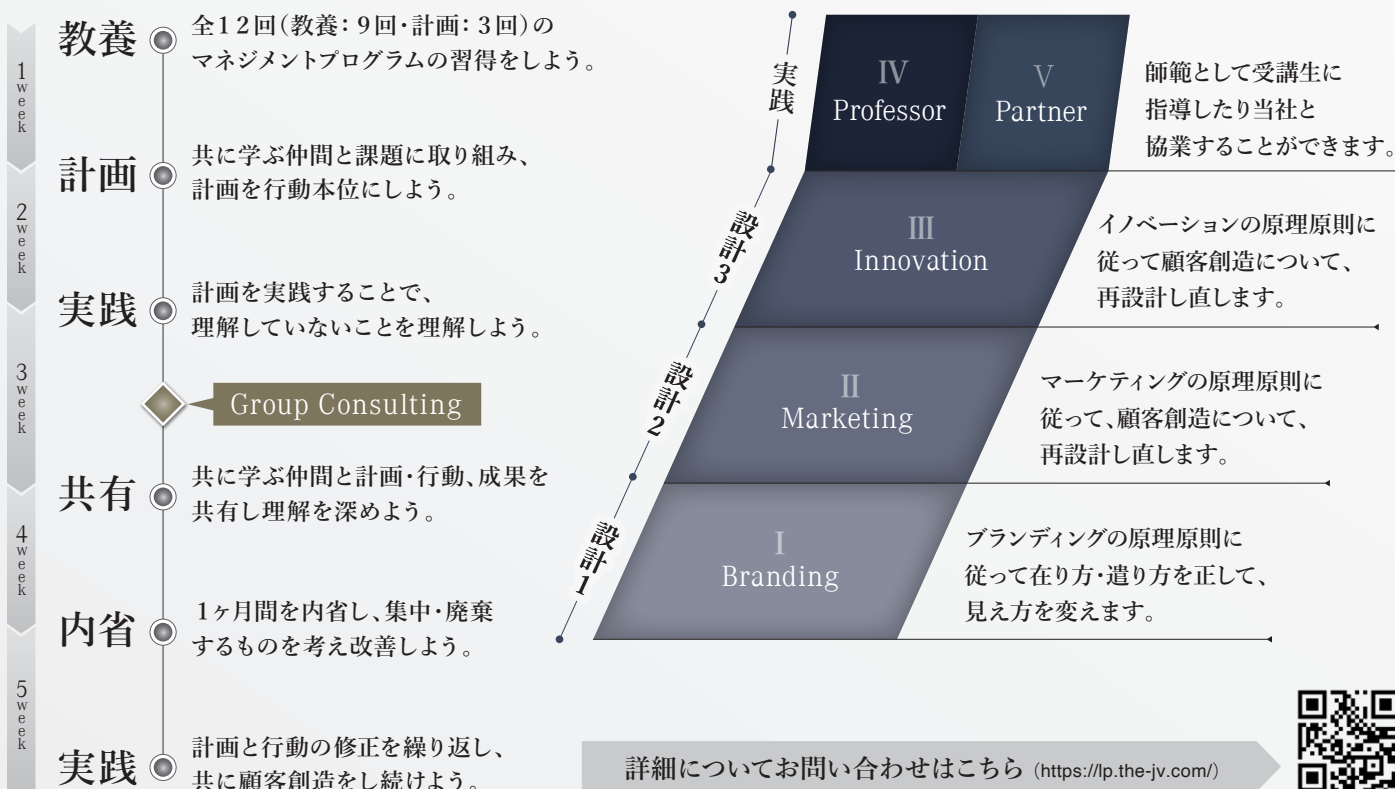 1week
2week
3week
4week
5week
教養
全12回(教養:9回・計画:3回)の
マネジメントプログラムの習得をしよう。
計画
共に学ぶ仲間と課題に取り組み、
計画を行動本位にしよう。
実践
計画を実践することで、
理解していないことを理解しよう。
Group Consulting
共有
共に学ぶ仲間と計画・行動、成果を
共有し理解を深めよう。
内省
1ヶ月間を内省し、集中・廃棄
するものを考え改善しよう。
実践
計画と行動の修正を繰り返し、
共に顧客創造をし続けよう。
実践
設計3
設計2
設計1
Ⅳ
Professor
Ⅴ
Partner
師範として受講生に
指導したり当社と
協業することができます。
Ⅲ
Innovation
イノベーションの原理原則に
従って顧客創造について、
再設計し直します。
Ⅱ
Marketing
マーケティングの原理原則に
従って、顧客創造について、
再設計し直します。
Ⅰ
Branding
ブランディングの原理原則に
従って在り方・遣り方を正して、
見え方を変えます。
詳細についてお問い合わせはこちら (https://lp.the-jv.com/)